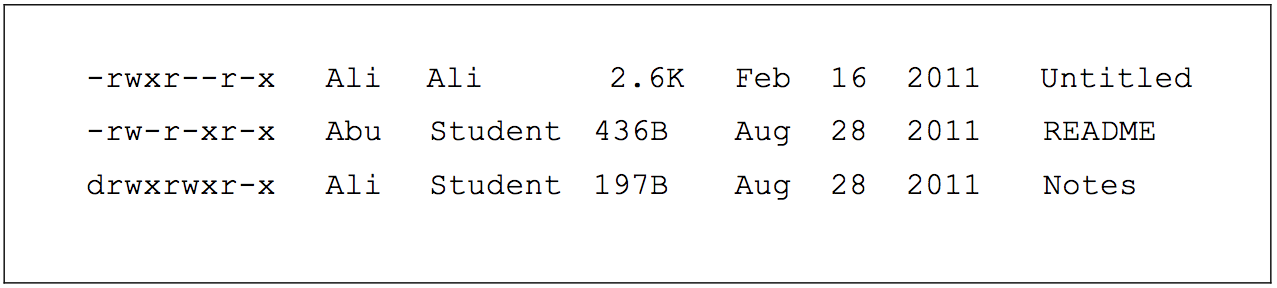 -rwxr--r-x Ali Ali 2.6K Feb 16 2011 Untitled
-rw-r-xr-x Abu Student 436B Aug 28 2011 README
drwxrwxr-x Ali Student 197B Aug 28 2011 Notes